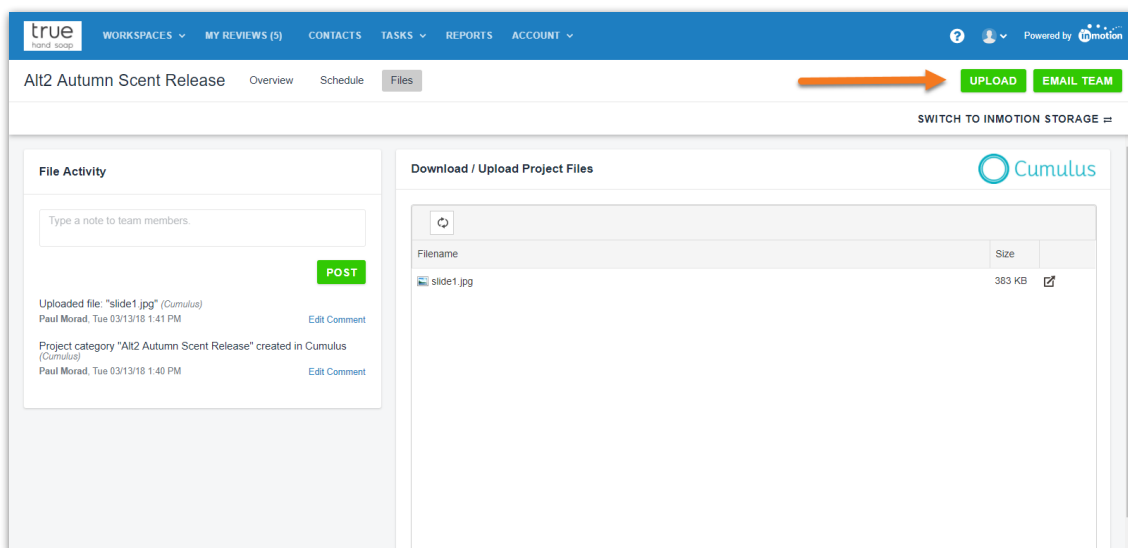 true
hand soap
WORKSPACES MY REVIEWS (5) CONTACTS TASKS REPORTS ACCOUNT
? Powered by inmotion
Alt2 Autumn Scent Release Overview Schedule Files
UPLOAD EMAIL TEAM
SWITCH TO INMOTION STORAGE
File Activity
Type a note to team members.
POST
Uploaded file: "slide1.jpg" (Cumulus)
Paul Morad, Tue 03/13/18 1:41 PM Edit Comment
Project category "Alt2 Autumn Scent Release" created in Cumulus
(Cumulus)
Paul Morad, Tue 03/13/18 1:40 PM Edit Comment
Download / Upload Project Files
Cumulus
Filename Size
slide1.jpg 383 KB